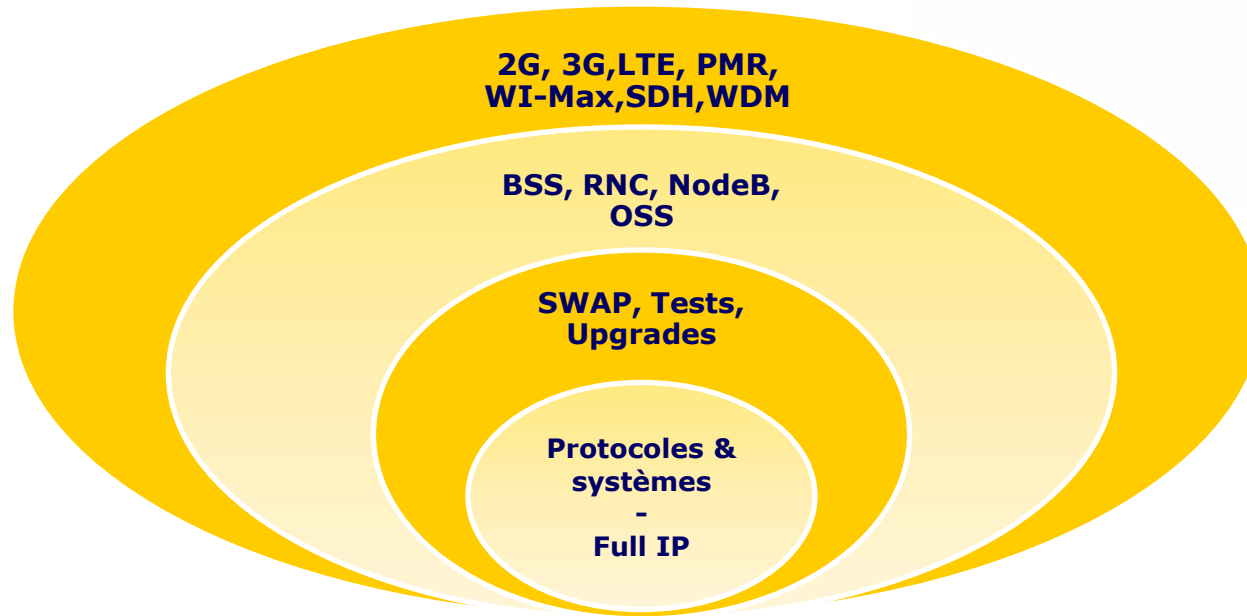 2G, 3G,LTE, PMR,
WI-Max,SDH,WDM
BSS, RNC, NodeB,
OSS
SWAP, Tests,
Upgrades
Protocoles &
systèmes
-
Full IP